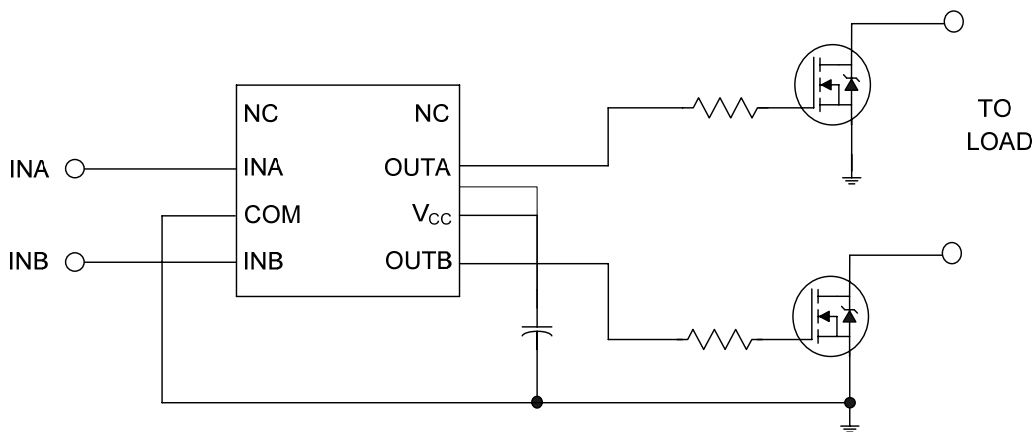 NC NC
INA INA OUTA
COM VCC
INB INB OUTB
TO
LOAD